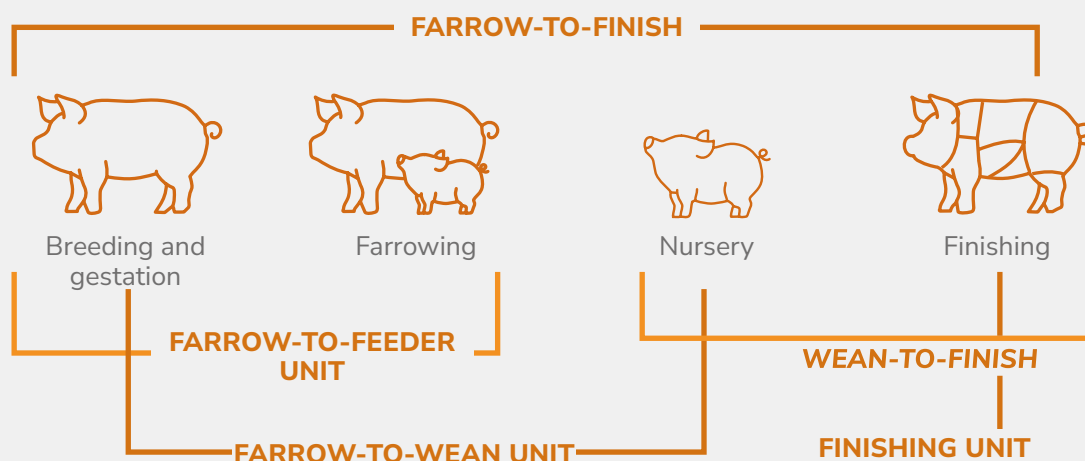 FARROW-TO-FINISH
Breeding and
gestation
Farrowing
Nursery
Finishing
FARROW-TO-FEEDER
UNIT
WEAN-TO-FINISH
FARROW-TO-WEAN UNIT
FINISHING UNIT